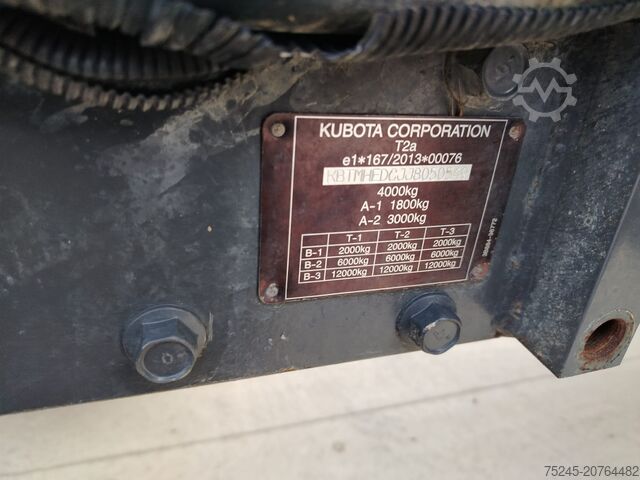 KUBOTA CORPORATION
T2a
e1*167/2013*00076
4000kg
A-1 1800kg
A-2 3000kg
T-1 T-2 T-3
B-1 2000kg 2000kg 2000kg
B-2 6000kg 6000kg 6000kg
B-3 12000kg 12000kg 12000kg
75245-20764482